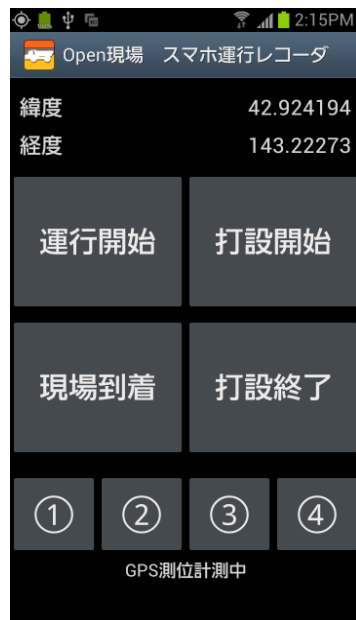 2:15PM
Open現場 スマホ運行レコーダ
緯度 42.924194
経度 143.22273
運行開始 打設開始
現場到着 打設終了
① ② ③ ④
GPS測位計測中